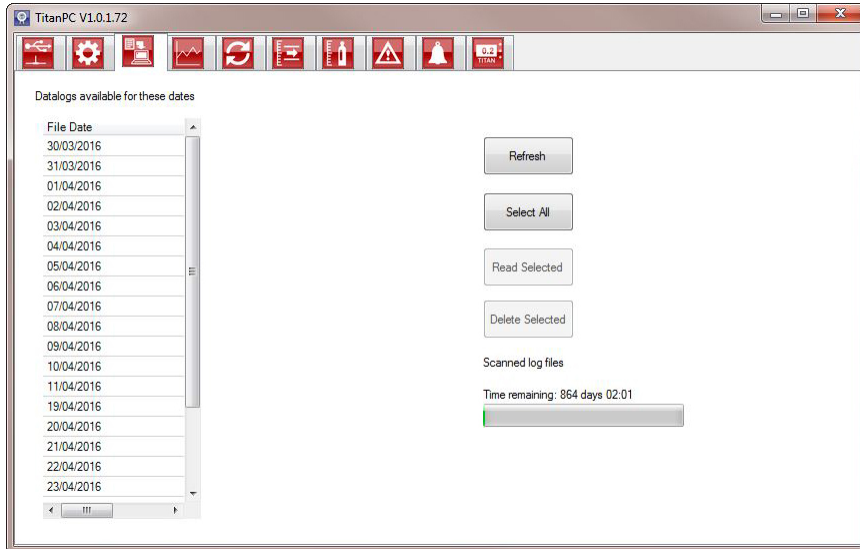 TitanPC V1.0.1.72
0.2
TITAN
Datalogs available for these dates
File Date
30/03/2016
31/03/2016
01/04/2016
02/04/2016
03/04/2016
04/04/2016
05/04/2016
06/04/2016
07/04/2016
08/04/2016
09/04/2016
10/04/2016
11/04/2016
19/04/2016
20/04/2016
21/04/2016
22/04/2016
23/04/2016
Refresh
Select All
Read Selected
Delete Selected
Scanned log files
Time remaining: 864 days 02:01